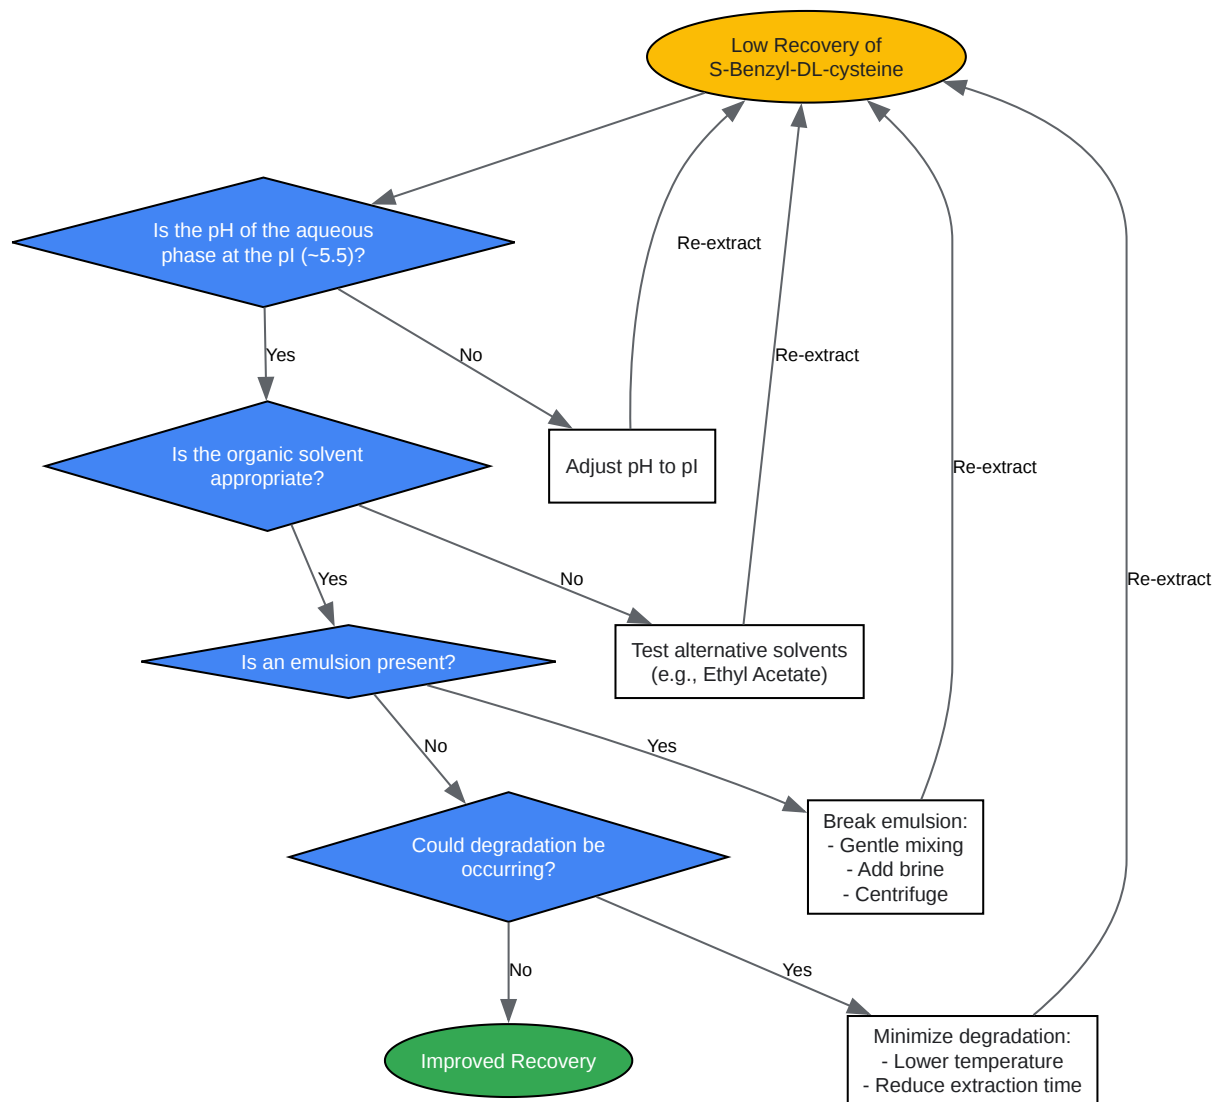 Low Recovery of
S-Benzyl-DL-cysteine
Is the pH of the aqueous
phase at the pI (~5.5)?
Re-extract
Yes
No
Re-extract
Is the organic solvent
appropriate?
Adjust pH to pI
Re-extract
Yes
No
Re-extract
Is an emulsion present?
Test alternative solvents
(e.g., Ethyl Acetate)
No
Yes
Break emulsion:
- Gentle mixing
- Add brine
- Centrifuge
Could degradation be
occurring?
No
Yes
Improved Recovery
Minimize degradation:
- Lower temperature
- Reduce extraction time